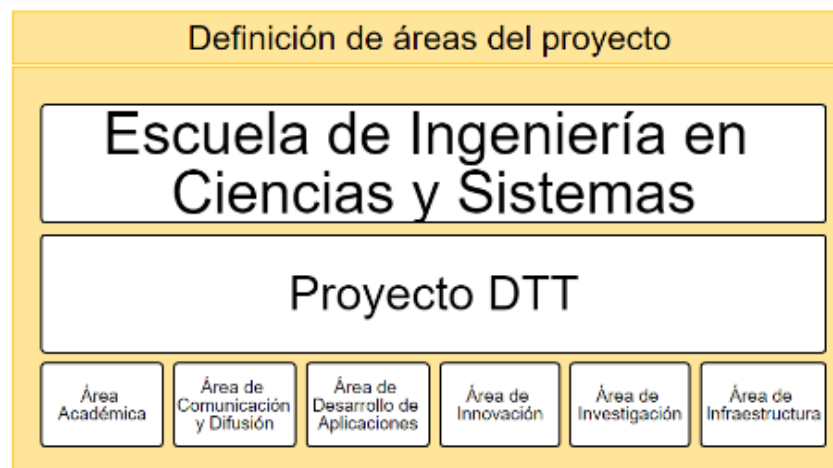 Definición de áreas del proyecto
Escuela de Ingeniería en
Ciencias y Sistemas
Proyecto DTT
Área
Académica
Área de
Comunicación
y Difusión
Área de
Desarrollo de
Aplicaciones
Área de
Innovación
Área de
Investigación
Área de
Infraestructura